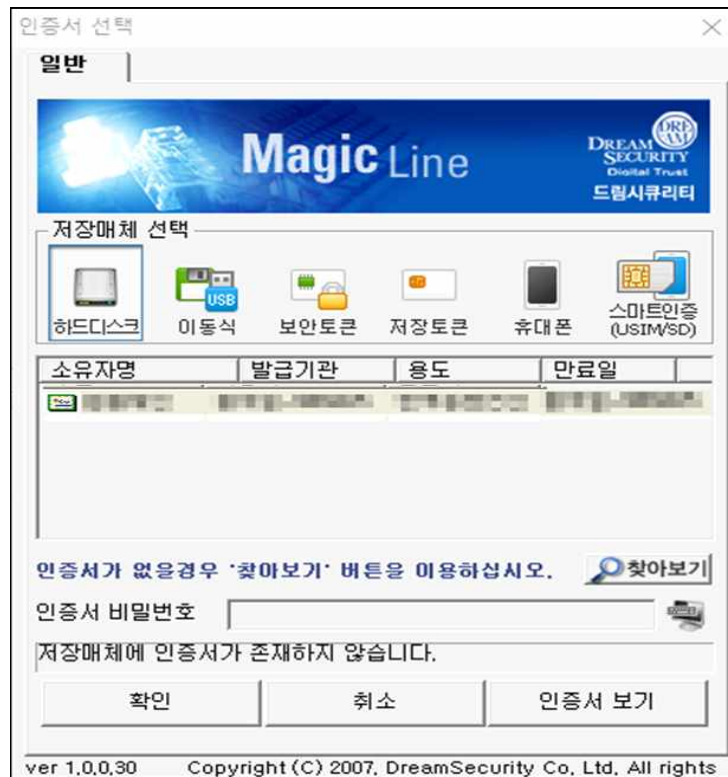 인증서 선택
일반
Magic Line
DREAM SECURITY
Digital Trust
드림시큐리티
저장매체 선택
USB
하드디스크 이동식 보안토큰 저장토큰 휴대폰 스마트인증 (USIM/SD)
소유자명 발급기관 용도 만료일
인증서가 없을경우 '찾아보기' 버튼을 이용하십시오. 찾아보기
인증서 비밀번호
저장매체에 인증서가 존재하지 않습니다.
확인 취소 인증서 보기
ver 1,0,0,30 Copyright (C) 2007, DreamSecurity Co, Ltd, All rights